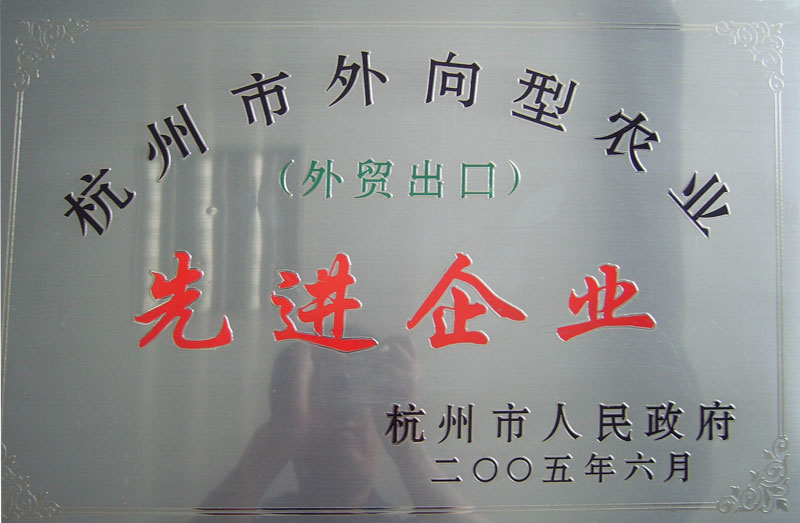 杭州市外向型农业
(外贸出口)
先进企业
杭州市人民政府
二〇〇五年六月